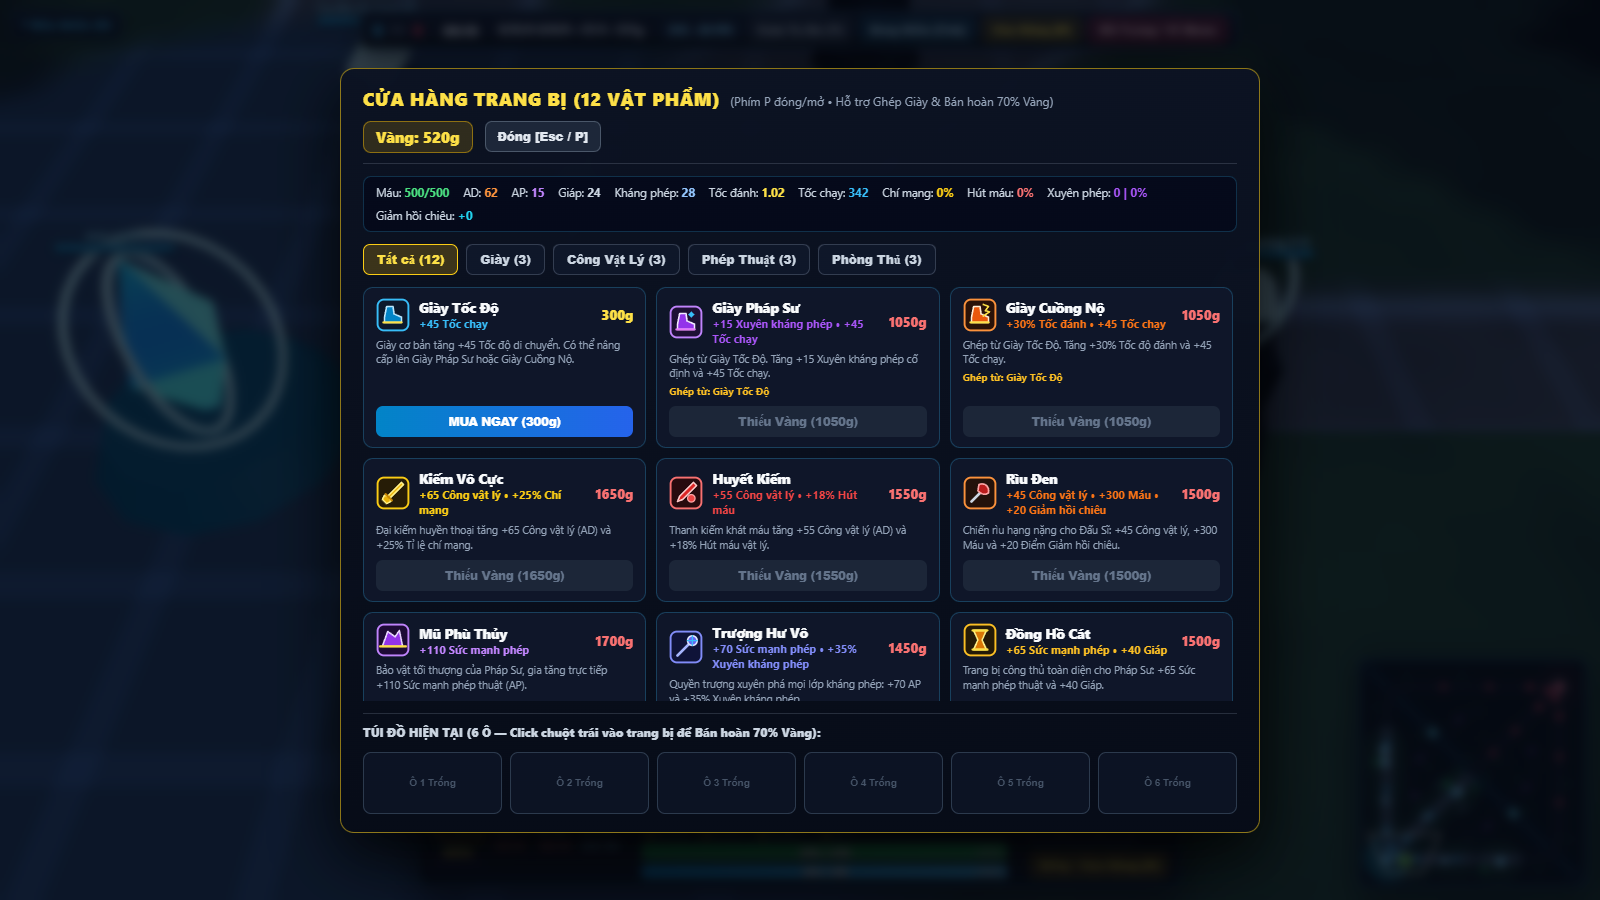 CỬA HÀNG TRANG BỊ (12 VẬT PHẨM) (Phím P đóng/mở • Hỗ trợ Ghép Giày & Bán hoàn 70% Vàng)
Vàng: 520g Đóng [Esc / P]
Máu: 500/500 AD: 62 AP: 15 Giáp: 24 Kháng phép: 28 Tốc đánh: 1.02 Tốc chạy: 342 Chí mạng: 0% Hút máu: 0% Xuyên phép: 0 | 0%
Giảm hồi chiêu: +0
Tất cả (12) Giày (3) Công Vật Lý (3) Phép Thuật (3) Phòng Thủ (3)
Giày Tốc Độ
+45 Tốc chạy
300g
Giày cơ bản tăng +45 Tốc độ di chuyển. Có thể nâng
cấp lên Giày Pháp Sư hoặc Giày Cuồng Nộ.
MUA NGAY (300g)
Giày Pháp Sư
+15 Xuyên kháng phép • +45
Tốc chạy
1050g
Ghép từ Giày Tốc Độ. Tăng +15 Xuyên kháng phép cố
định và +45 Tốc chạy.
Ghép từ: Giày Tốc Độ
Thiếu Vàng (1050g)
Giày Cuồng Nộ
+30% Tốc đánh • +45 Tốc chạy
1050g
Ghép từ Giày Tốc Độ. Tăng +30% Tốc độ đánh và +45
Tốc chạy.
Ghép từ: Giày Tốc Độ
Thiếu Vàng (1050g)
Kiếm Vô Cực
+65 Công vật lý • +25% Chí
mạng
1650g
Đại kiếm huyền thoại tăng +65 Công vật lý (AD) và
+25% Tỉ lệ chí mạng.
Thiếu Vàng (1650g)
Huyết Kiếm
+55 Công vật lý • +18% Hút
máu
1550g
Thanh kiếm khát máu tăng +55 Công vật lý (AD) và
+18% Hút máu vật lý.
Thiếu Vàng (1550g)
Rìu Đen
+45 Công vật lý • +300 Máu •
+20 Giảm hồi chiêu
1500g
Chiến rìu hạng nặng cho Đấu Sĩ: +45 Công vật lý, +300
Máu và +20 Điểm Giảm hồi chiêu.
Thiếu Vàng (1500g)
Mũ Phù Thủy
+110 Sức mạnh phép
1700g
Bảo vật tối thượng của Pháp Sư, gia tăng trực tiếp
+110 Sức mạnh phép thuật (AP).
Trượng Hư Vô
+70 Sức mạnh phép • +35%
Xuyên kháng phép
1450g
Quyền trượng xuyên phá mọi lớp kháng phép: +70 AP
và +35% Xuyên kháng phép.
Đồng Hồ Cát
+65 Sức mạnh phép • +40 Giáp
1500g
Trang bị công thủ toàn diện cho Pháp Sư: +65 Sức
mạnh phép thuật và +40 Giáp.
TÚI ĐỒ HIỆN TẠI (6 Ô — Click chuột trái vào trang bị để Bán hoàn 70% Vàng):
Ô 1 Trống Ô 2 Trống Ô 3 Trống Ô 4 Trống Ô 5 Trống Ô 6 Trống